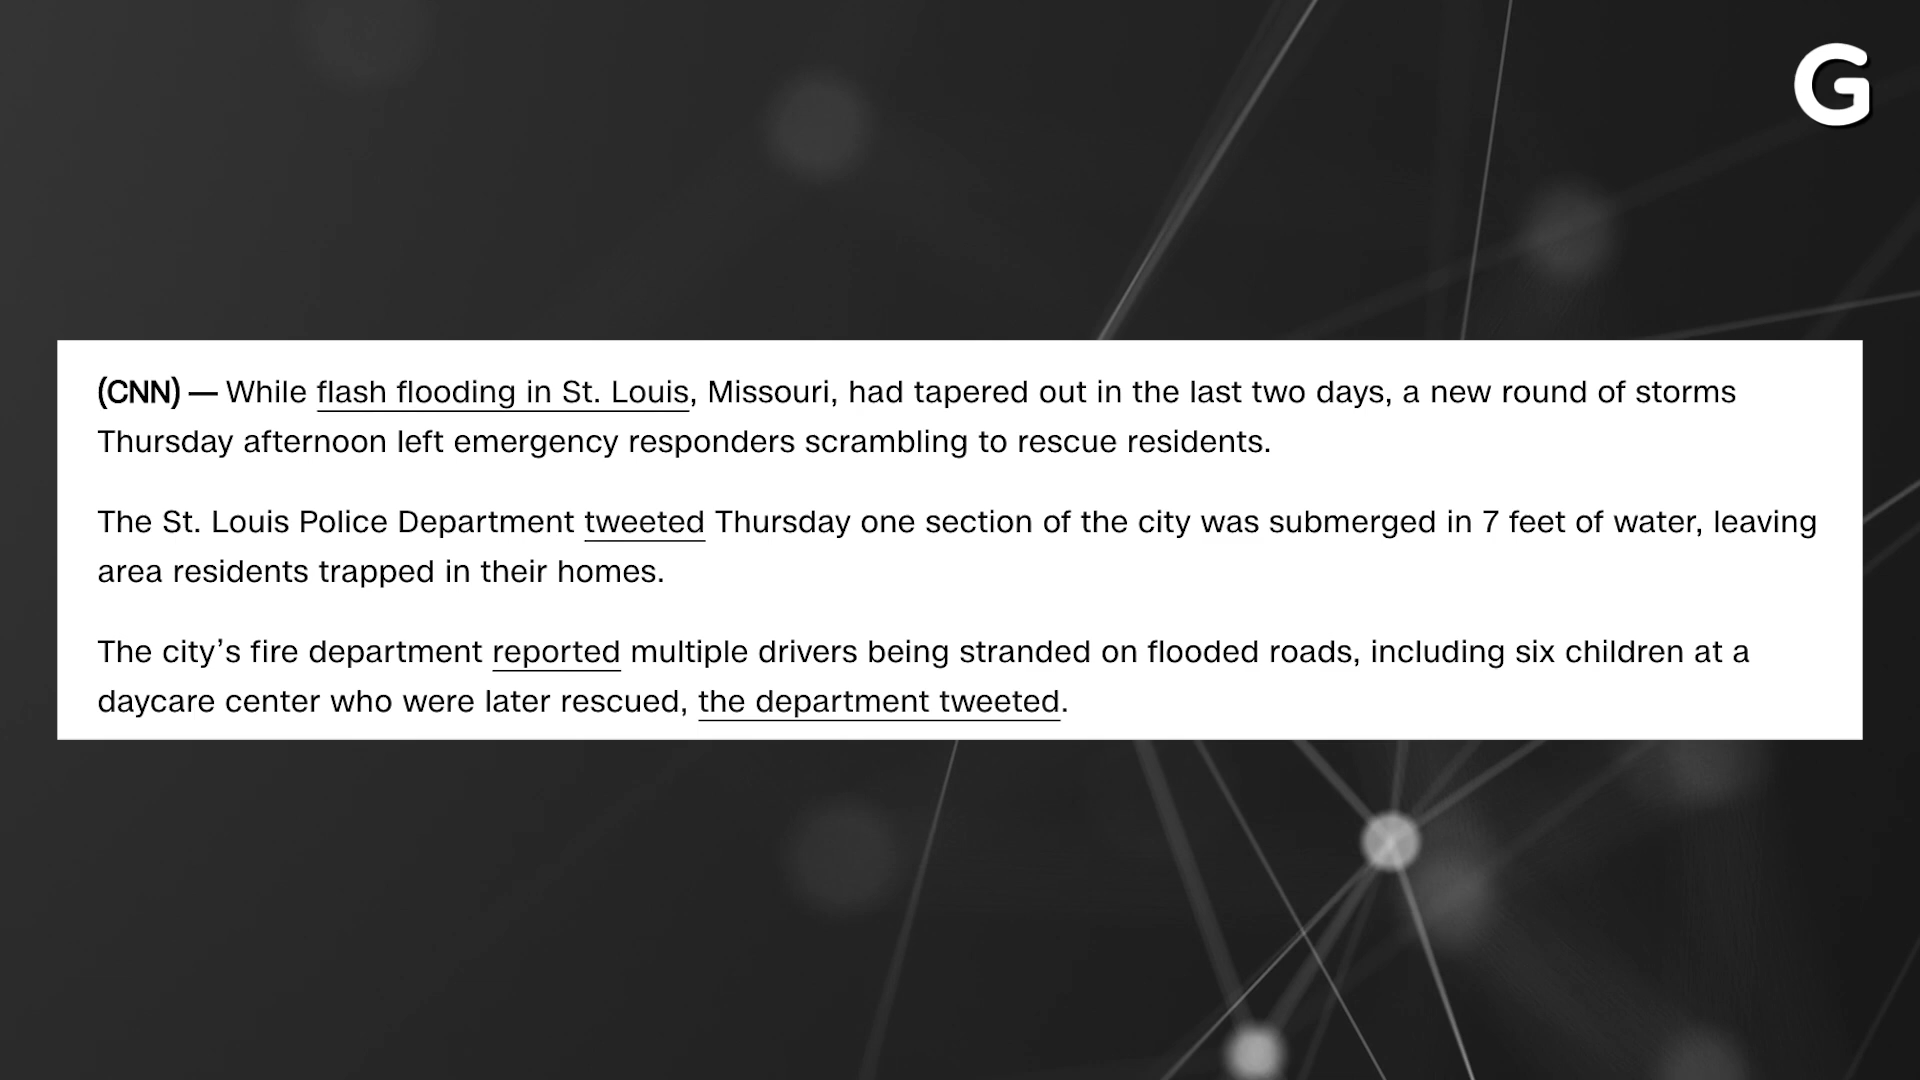 G
(CNN) — While flash flooding in St. Louis, Missouri, had tapered out in the last two days, a new round of storms
Thursday afternoon left emergency responders scrambling to rescue residents.
The St. Louis Police Department tweeted Thursday one section of the city was submerged in 7 feet of water, leaving
area residents trapped in their homes.
The city’s fire department reported multiple drivers being stranded on flooded roads, including six children at a
daycare center who were later rescued, the department tweeted.